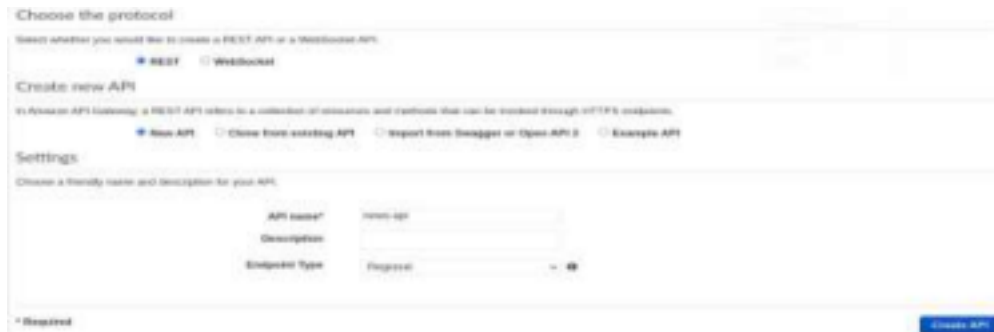 Choose the protocol
Select whether you would like to create a REST API or a WebSocket API.
REST WebSocket
Create new API
In Amazon API Gateway, a REST API refers to a collection of resources and methods that can be invoked through HTTPS endpoints.
New API Clone from existing API Import from Swagger or Open API 3 Example API
Settings
Choose a friendly name and description for your API.
API name* news-api
Description
Endpoint Type Regional
* Required Create API